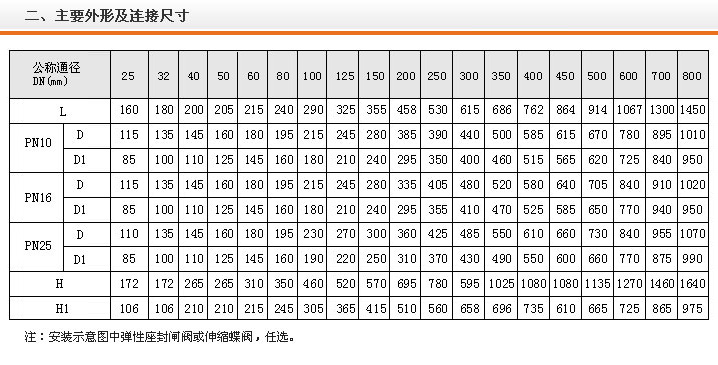 二、主要外形及连接尺寸
公称通径 DN(mm) 25 32 40 50 60 80 100 125 150 200 250 300 350 400 450 500 600 700 800
L 160 180 200 205 215 240 290 325 355 458 530 615 686 762 864 914 1067 1300 1450
PN10 D 115 135 145 160 180 195 215 245 280 385 390 440 500 585 615 670 780 895 1010
D1 85 100 110 125 145 160 180 210 240 295 350 400 460 515 565 620 725 840 950
PN16 D 115 135 145 160 180 195 215 245 280 335 405 480 520 580 640 705 840 910 1020
D1 85 100 110 125 145 160 180 210 240 295 355 410 470 525 585 650 770 940 950
PN25 D 110 135 145 160 180 195 230 270 300 360 425 485 550 610 660 730 840 955 1070
D1 85 100 110 125 145 160 190 220 250 310 370 430 490 550 600 660 770 875 990
H 172 172 265 265 310 350 460 520 570 695 780 595 1025 1080 1080 1135 1270 1460 1640
H1 106 106 210 210 215 245 305 365 415 510 560 658 696 735 610 665 725 865 975
注：安装示意图中弹性座封闸阀或伸缩蝶阀，任选。